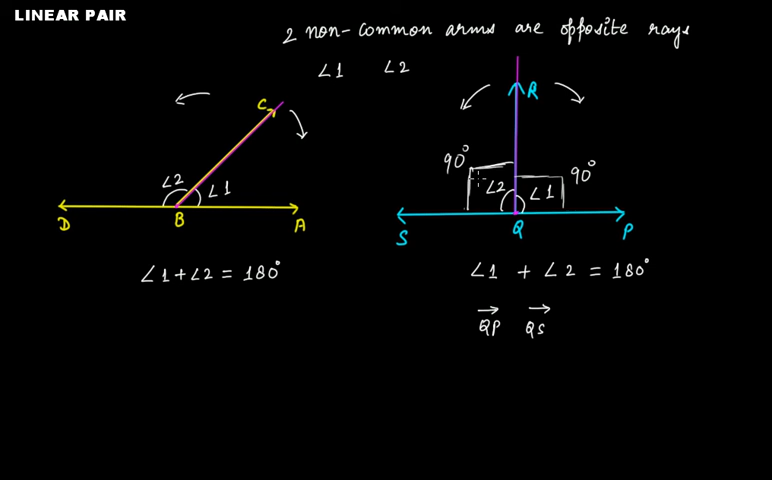 LINEAR PAIR
2 non-common arms are opposite rays
∠1 ∠2
C
R
90° 90°
∠2 ∠1
∠2 ∠1
D B A
S Q P
∠1+∠2 = 180°
∠1 + ∠2 = 180°
QP QS